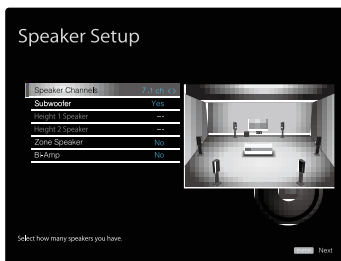 Speaker Setup
Speaker Channels 7.1 ch < >
Subwoofer Yes
Height 1 Speaker ---
Height 2 Speaker ---
Zone Speaker No
Bi-Amp No
Select how many speakers you have.
Next